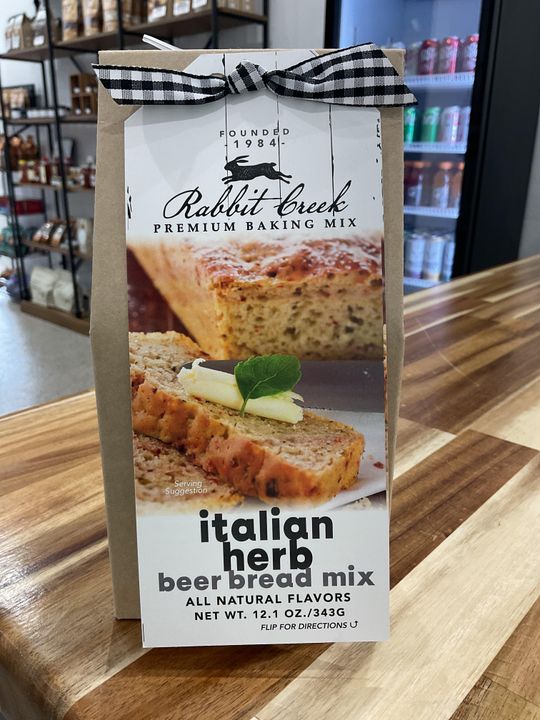 FOUNDED
-1984-
Rabbit Creek
PREMIUM BAKING MIX
Serving
Suggestion
italian
herb
beer bread mix
ALL NATURAL FLAVORS
NET WT. 12.1 OZ./343G
FLIP FOR DIRECTIONS